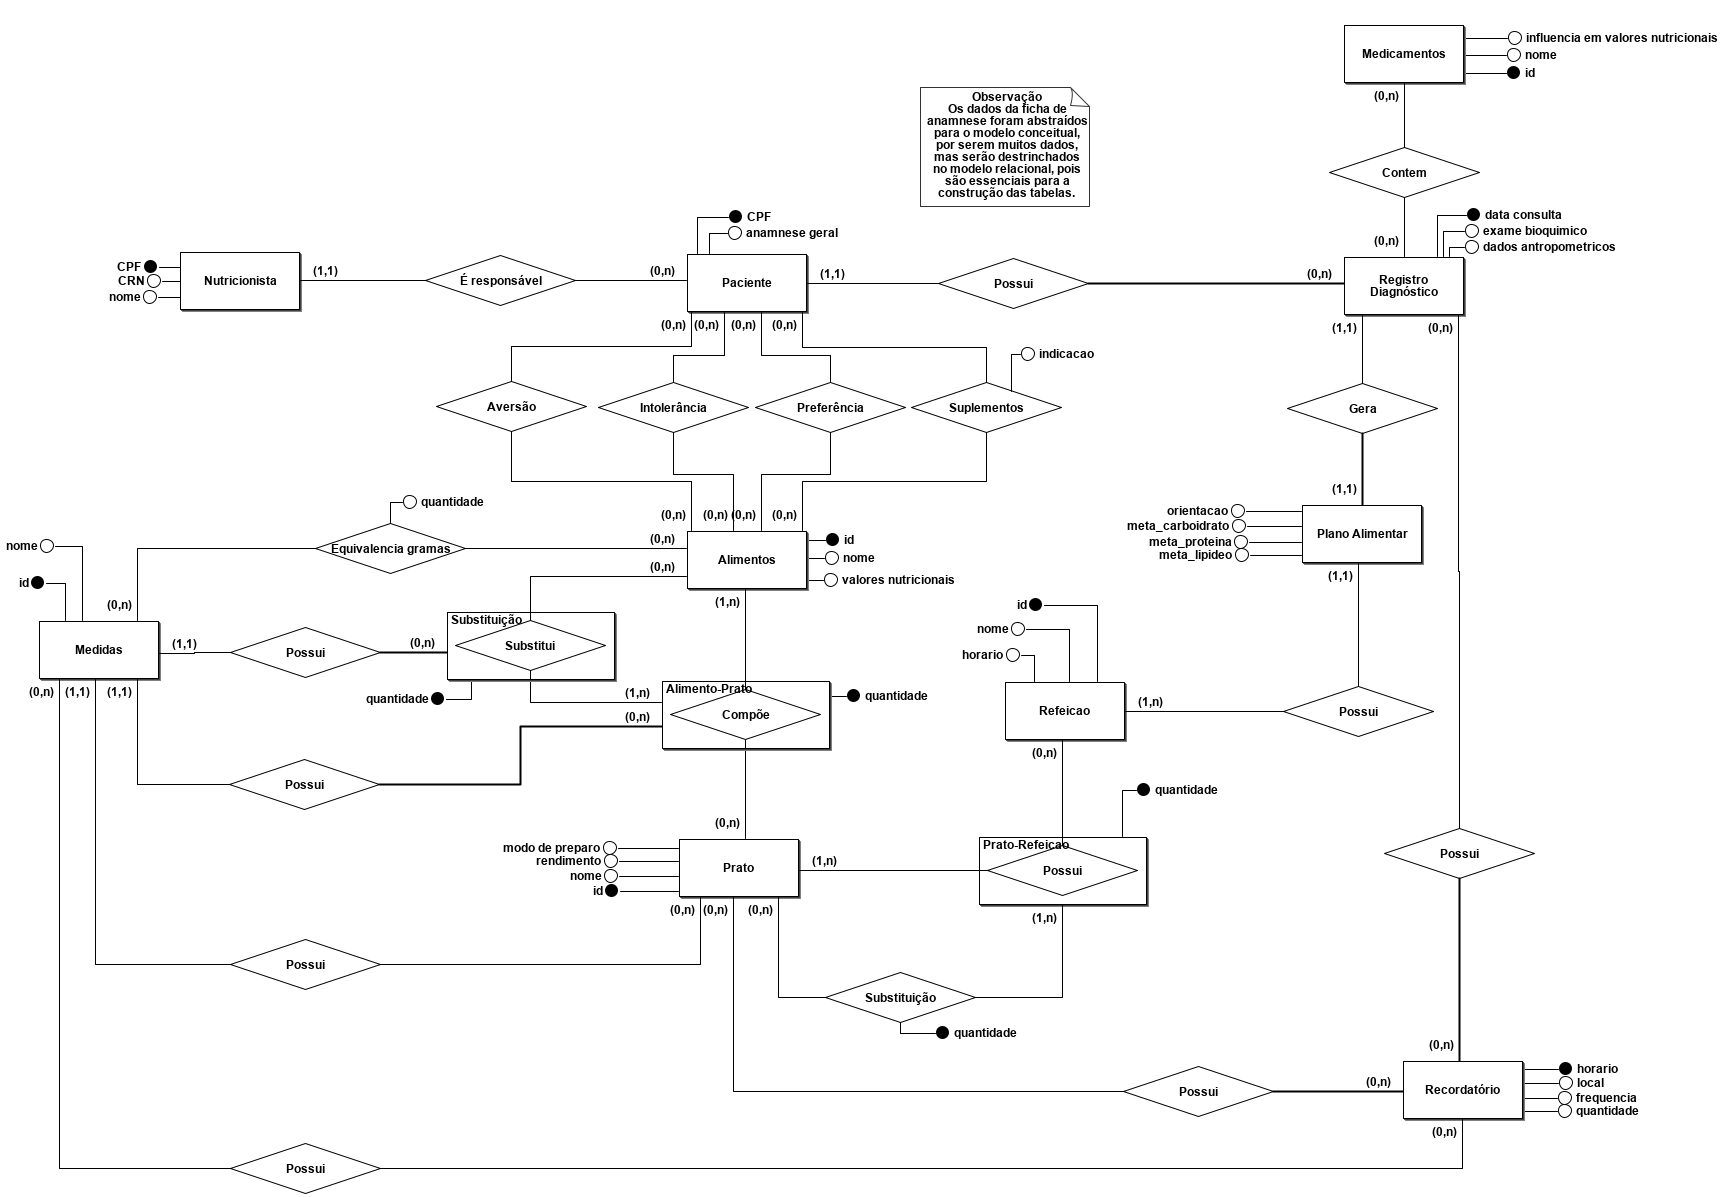 Medicamentos
influencia em valores nutricionais
nome
id
(0,n)
Observação
Os dados da ficha de
anamnese foram abstraídos
para o modelo conceitual,
por serem muitos dados,
mas serão destrinchados
no modelo relacional, pois
são essenciais para a
construção das tabelas.
Contem
(0,n)
data consulta
exame bioquimico
dados antropometricos
CPF
anamnese geral
CPF
CRN
nome
Nutricionista
(1,1)
É responsável
(0,n)
Paciente
(1,1)
Possui
(0,n)
Registro
Diagnóstico
(0,n)
(0,n)
(0,n)
(0,n)
(1,1)
(0,n)
indicacao
Aversão
Intolerância
Preferência
Suplementos
Gera
(0,n)
(0,n)
(0,n)
(0,n)
(1,1)
quantidade
Equivalencia gramas
(0,n)
(0,n)
Alimentos
id
nome
valores nutricionais
(1,n)
orientacao
meta_carboidrato
meta_proteina
meta_lipideo
Plano Alimentar
(1,1)
nome
id
(0,n)
Medidas
(1,1)
Possui
(0,n)
Substituição
Substitui
quantidade
(0,n)
(1,1)
(1,1)
(1,n)
(0,n)
Alimento-Prato
Compõe
quantidade
id
nome
horario
Refeicao
(1,n)
Possui
(0,n)
Possui
quantidade
(0,n)
modo de preparo
rendimento
nome
id
Prato
(1,n)
Prato-Refeicao
Possui
Possui
(0,n)
(0,n)
(0,n)
(1,n)
Possui
Substituição
quantidade
(0,n)
Possui
(0,n)
Recordatório
horario
local
frequencia
quantidade
(0,n)
Possui